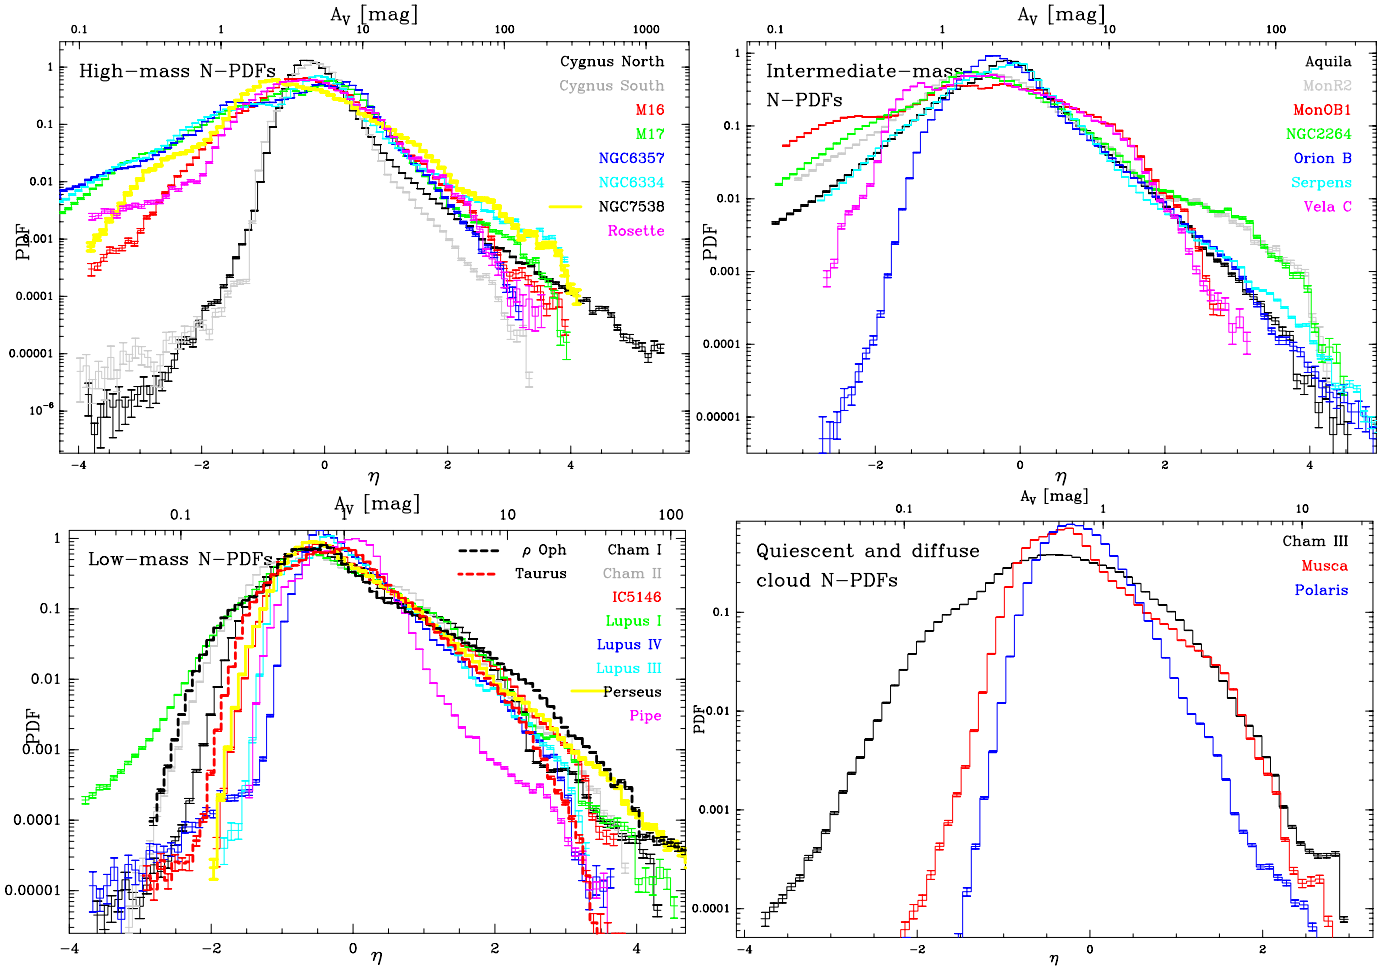 A_V [mag]
0.1 1 10 100 1000
High-mass N-PDFs
Cygnus North
Cygnus South
M16
M17
NGC6357
NGC6334
NGC7538
Rosette
PDF
1
0.1
0.01
0.001
0.0001
0.00001
10^-6
-4 -2 0 2 4
η
A_V [mag]
0.1 1 10 100
Intermediate-mass
N-PDFs
Aquila
MonR2
MonOB1
NGC2264
Orion B
Serpens
Vela C
PDF
1
0.1
0.01
0.001
0.0001
0.00001
-2 0 2 4
η
A_V [mag]
0.1 1 10 100
Low-mass N-PDFs
ρ Oph
Taurus
Cham I
Cham II
IC5146
Lupus I
Lupus IV
Lupus III
Perseus
Pipe
PDF
1
0.1
0.01
0.001
0.0001
0.00001
-4 -2 0 2 4
η
A_V [mag]
0.1 1 10
Quiescent and diffuse
cloud N-PDFs
Cham III
Musca
Polaris
PDF
0.1
0.01
0.001
0.0001
-4 -2 0 2
η